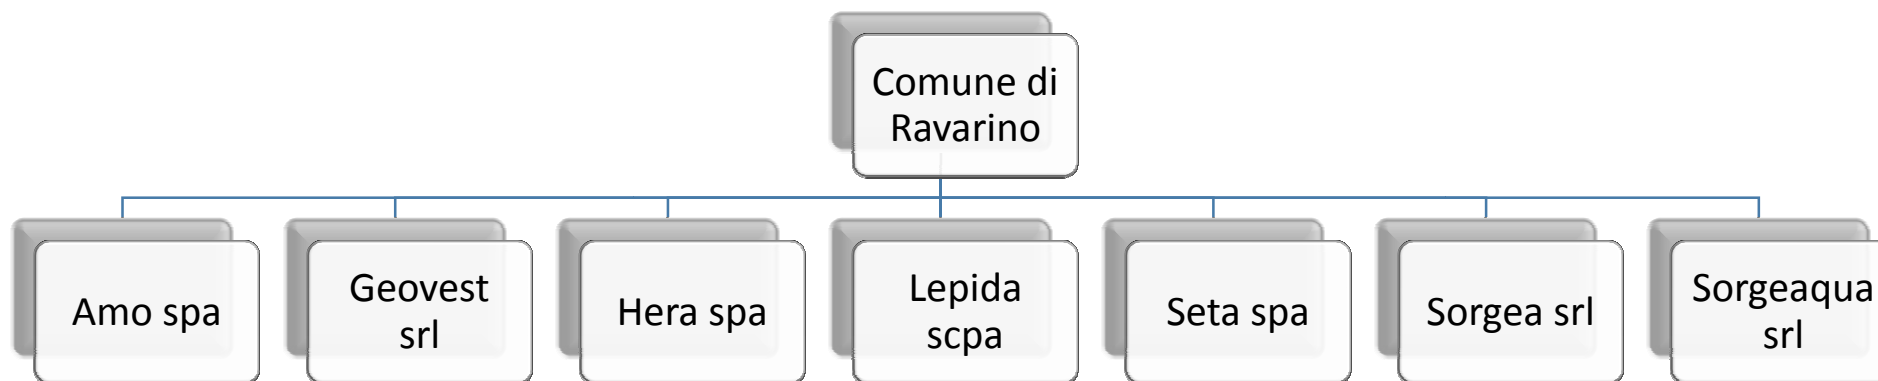 Comune di
Ravarino
Amo spa
Geovest
srl
Hera spa
Lepida
scpa
Seta spa
Sorgea srl
Sorgeaqua
srl